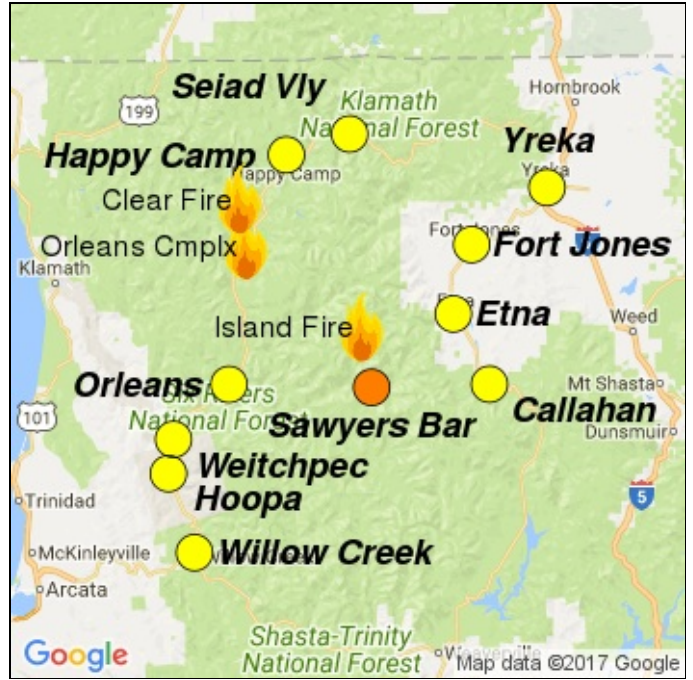 Seiad Vly
Klamath
National Forest
Hornbrook
199
Yreka
Happy Camp
Happy Camp
Yreka
Clear Fire
Fort Jones
5
Fort Jones
Orleans Cmplx
Klamath
Etna
Etna
Island Fire
Weed
Orleans
Mt Shasta
Six Rivers
National Forest
101
Callahan
Sawyers Bar
Dunsmuir
Weitchpec
Hoopa
Trinidad
5
McKinleyville
Willow Creek
Arcata
Shasta-Trinity
National Forest
Weaverville
Google
Map data ©2017 Google